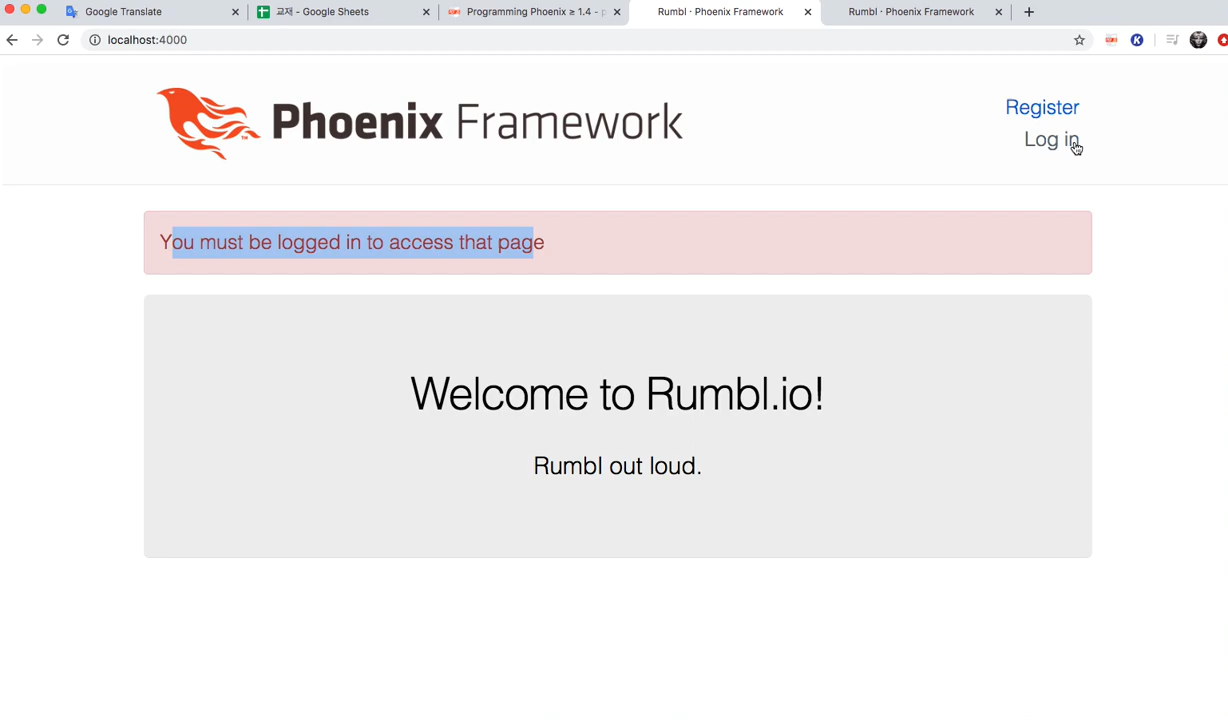 Google Translate
교재 - Google Sheets
Programming Phoenix ≥ 1.4 - p
Rumbl · Phoenix Framework
Rumbl · Phoenix Framework
localhost:4000
Phoenix Framework
Register
Log in
You must be logged in to access that page
Welcome to Rumbl.io!
Rumbl out loud.